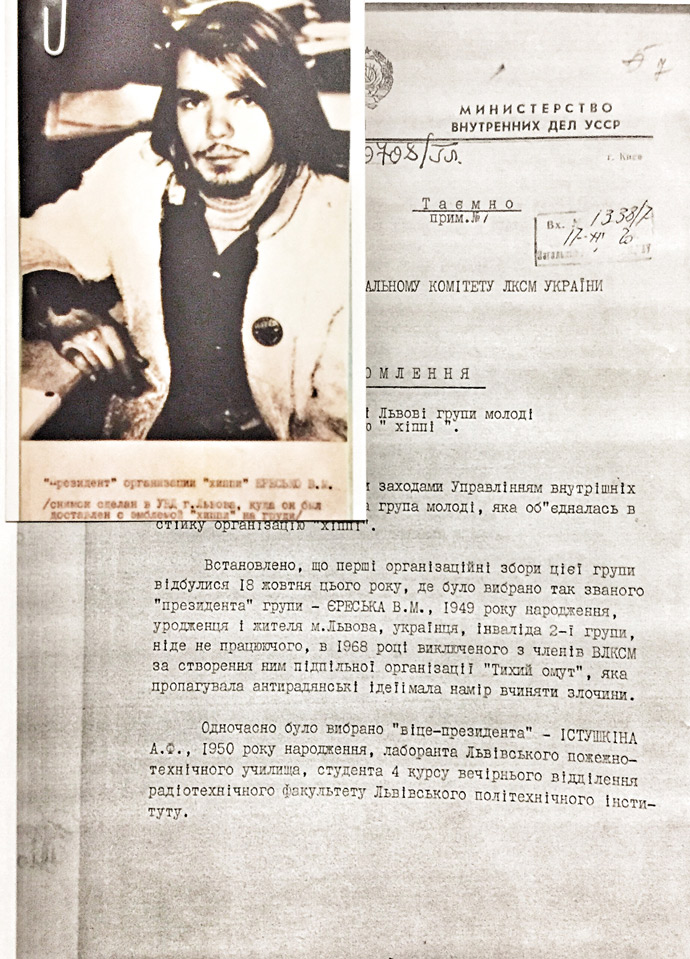 МИНИСТЕРСТВО
ВНУТРЕННИХ ДЕЛ УССР
г. Киев
Таємно
прим.№1
Вх. №1338/7
17-XI
АЛЬНОМУ КОМІТЕТУ ЛКСМ УКРАЇНИ
ОМЛЕННЯ
і Львові групи молоді
ю " хіппі ".
"президент" организации "хиппи" ЕРЕСЬКО В.М.
/снимок сделан в УВД г.Львова, куда он был
доставлен с эмблемой "хиппи" на груди/
и заходами Управлінням внутрішніх
а група молоді, яка об"єдналась в
стійку організацію "хіппі".
Встановлено, що перші організаційні збори цієї групи
відбулися 18 жовтня цього року, де було вибрано так званого
"президента" групи - ЄРЕСЬКА В.М., 1949 року народження,
уродженця і жителя м.Львова, українця, інваліда 2-ї групи,
ніде не працюючого, в 1968 році виключеного з членів ВЛКСМ
за створення ним підпільної організації "Тихий омут", яка
пропагувала антирадянські ідеїімала намір вчиняти злочини.
Одночасно було вибрано "віце-президента" - ІСТУШКІНА
А.Ф., 1950 року народження, лаборанта Львівського пожежно-
технічного училища, студента 4 курсу вечірнього відділення
радіотехнічного факультету Львівського політехнічного інсти-
туту.